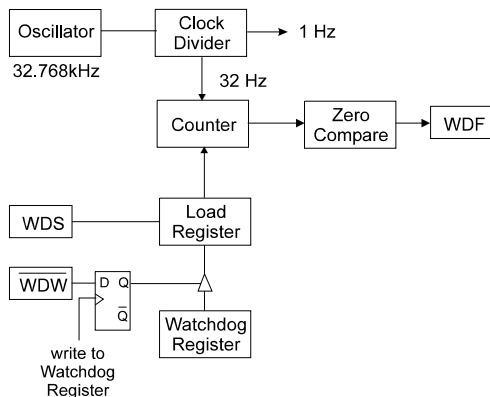 Oscillator
Clock
Divider
1 Hz
32.768kHz
32 Hz
Counter
Zero
Compare
WDF
WDS
Load
Register
WDW
D Q
Q
Watchdog
Register
write to
Watchdog
Register